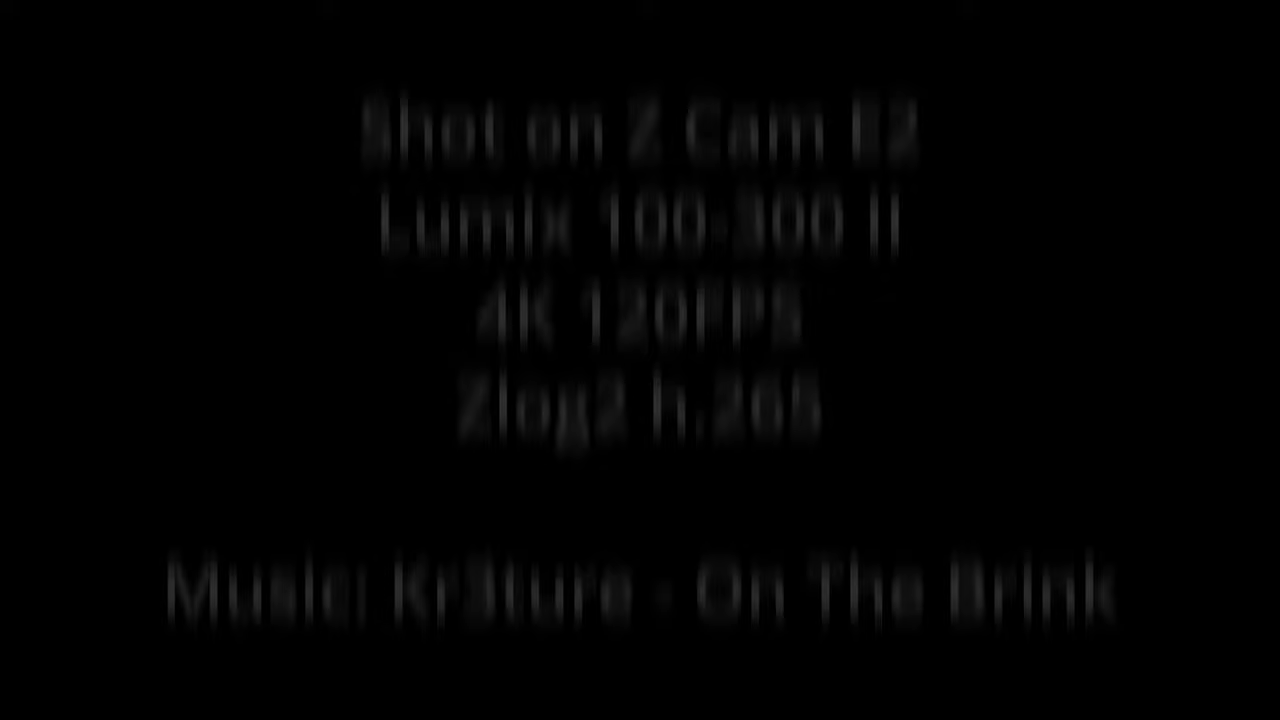 Shot on Z Cam E2
Lumix 100-300 II
4K 120FPS
Zlog2 h.265
Music: Kr3ture - On The Brink